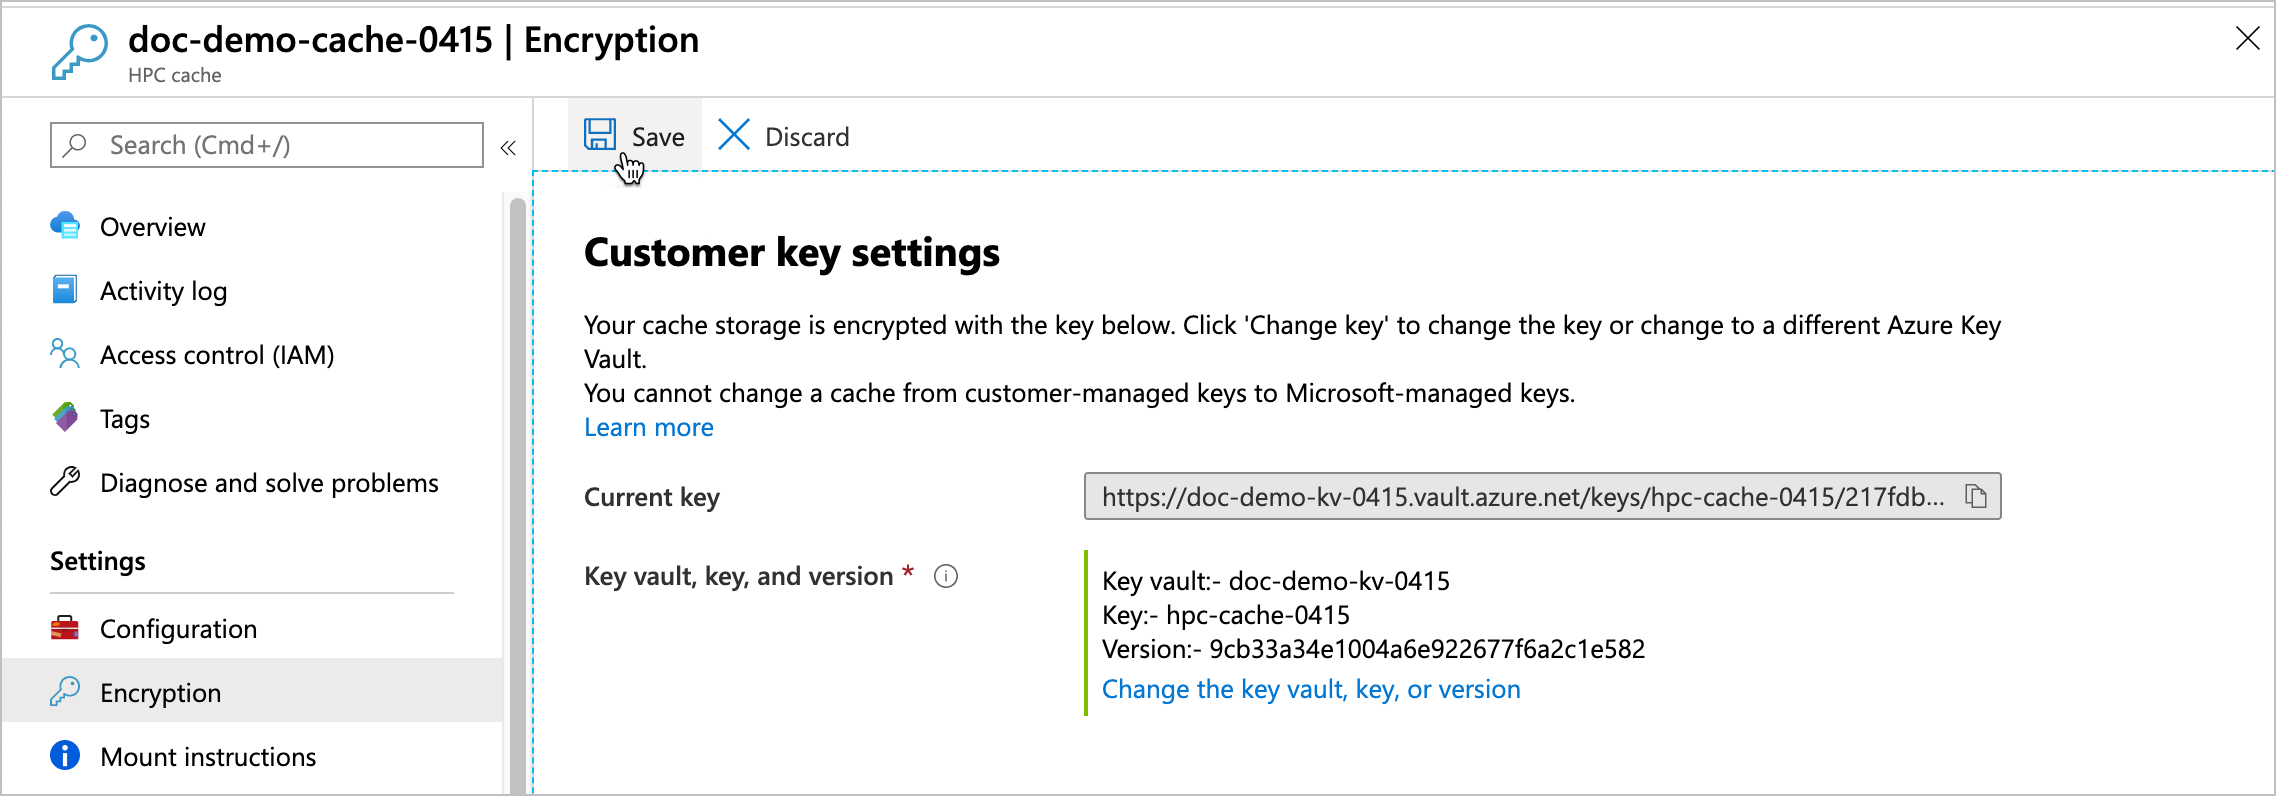 doc-demo-cache-0415 | Encryption
HPC cache
Search (Cmd+/)
«
Save
Discard
Overview
Activity log
Access control (IAM)
Tags
Diagnose and solve problems
Settings
Configuration
Encryption
Mount instructions
Customer key settings
Your cache storage is encrypted with the key below. Click 'Change key' to change the key or change to a different Azure Key
Vault.
You cannot change a cache from customer-managed keys to Microsoft-managed keys.
Learn more
Current key
https://doc-demo-kv-0415.vault.azure.net/keys/hpc-cache-0415/217fdb...
Key vault, key, and version *
Key vault:- doc-demo-kv-0415
Key:- hpc-cache-0415
Version:- 9cb33a34e1004a6e922677f6a2c1e582
Change the key vault, key, or version